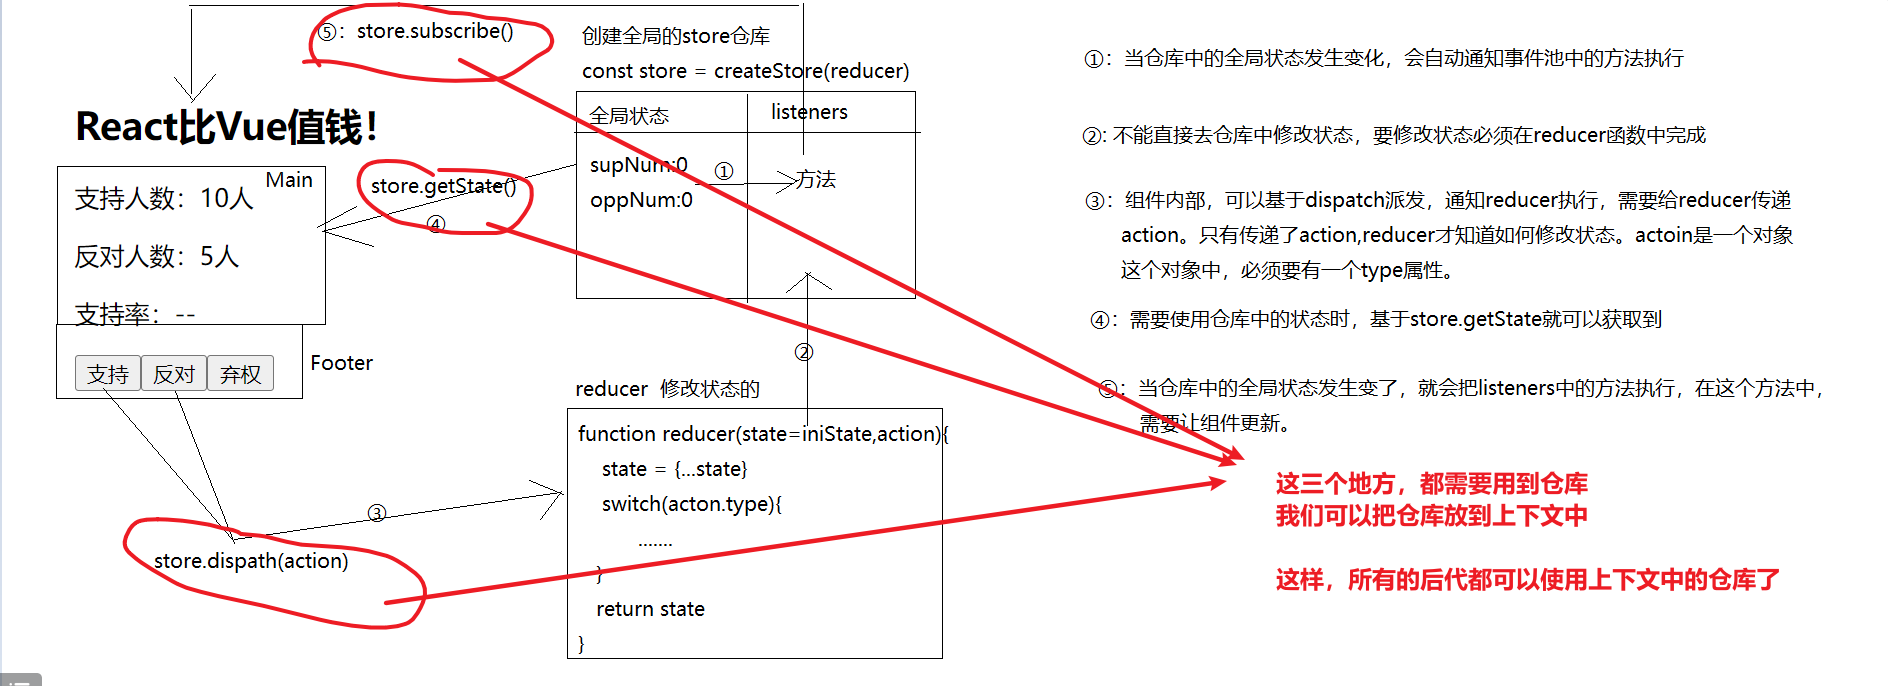 ⑤：store.subscribe()
创建全局的store仓库
const store = createStore(reducer)
React比Vue值钱！
Main
支持人数：10人
反对人数：5人
支持率：--
Footer
支持 反对 弃权
store.getState()
④
全局状态 listeners
supNum:0
oppNum:0
①
方法
②
reducer 修改状态的
function reducer(state=iniState,action){
state = {...state}
switch(acton.type){
.......
}
return state
}
③
store.dispath(action)
①：当仓库中的全局状态发生变化，会自动通知事件池中的方法执行
②: 不能直接去仓库中修改状态，要修改状态必须在reducer函数中完成
③：组件内部，可以基于dispatch派发，通知reducer执行，需要给reducer传递
action。只有传递了action,reducer才知道如何修改状态。actoin是一个对象
这个对象中，必须要有一个type属性。
④：需要使用仓库中的状态时，基于store.getState就可以获取到
⑤：当仓库中的全局状态发生变了，就会把listeners中的方法执行，在这个方法中，
需要让组件更新。
这三个地方，都需要用到仓库
我们可以把仓库放到上下文中
这样，所有的后代都可以使用上下文中的仓库了